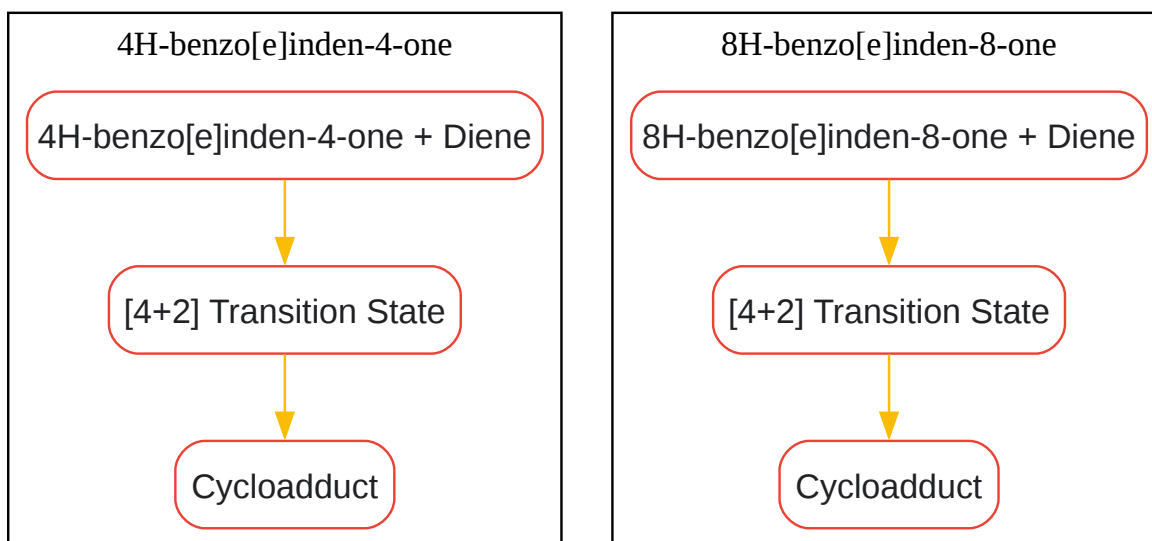 4H-benzo[e]inden-4-one
4H-benzo[e]inden-4-one + Diene
[4+2] Transition State
Cycloadduct
8H-benzo[e]inden-8-one
8H-benzo[e]inden-8-one + Diene
[4+2] Transition State
Cycloadduct